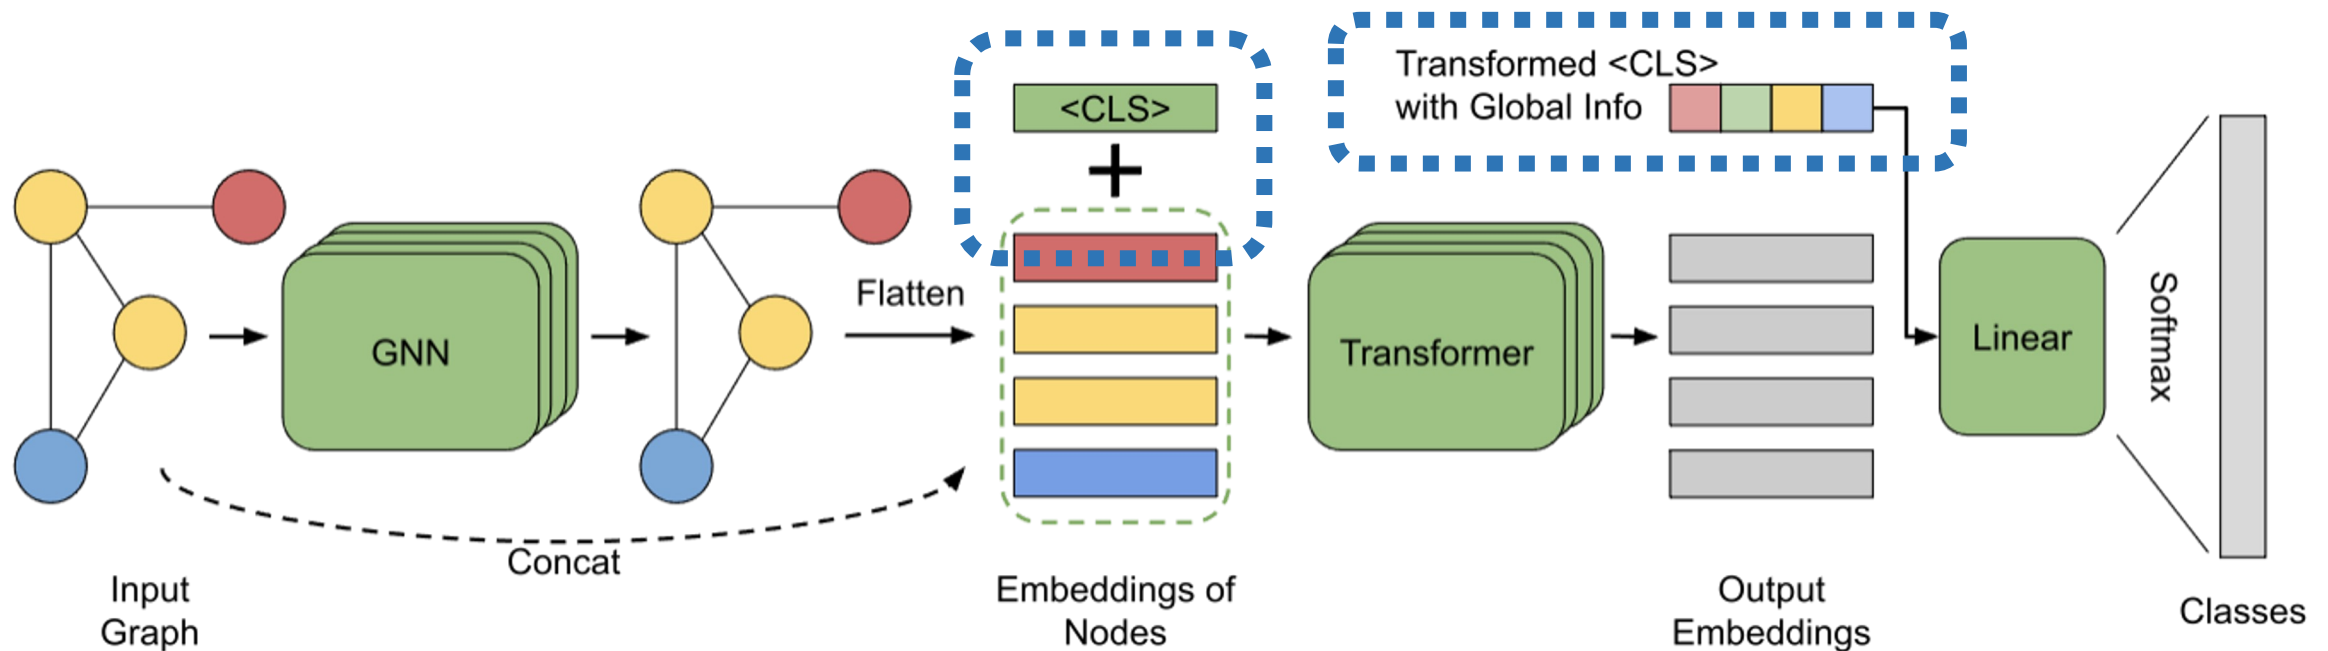 Transformed <CLS>
with Global Info
<CLS>
+
Flatten
GNN
Transformer
Linear
Softmax
Concat
Input
Graph
Embeddings of
Nodes
Output
Embeddings
Classes